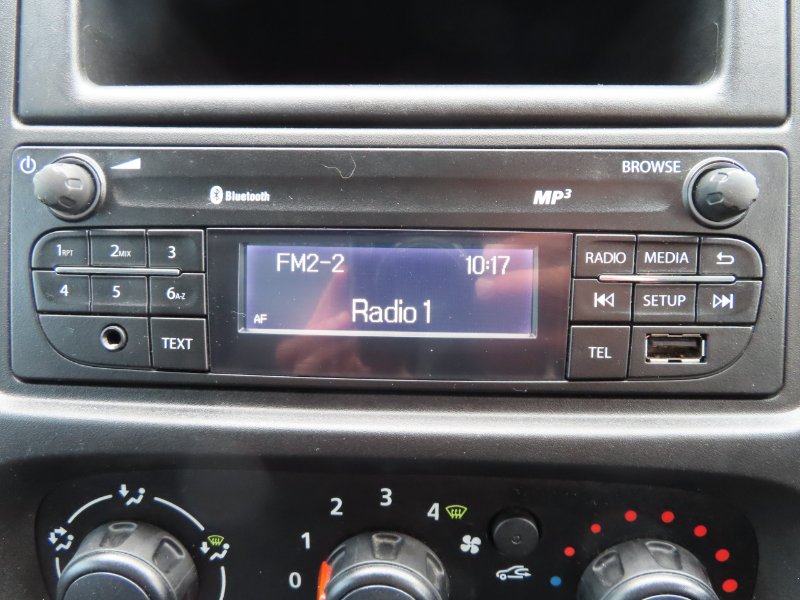 BROWSE
Bluetooth
MP3
1RPT 2MIX 3
4 5 6A-Z
TEXT
FM2-2 10:17
Radio 1
AF
RADIO MEDIA
SETUP
TEL
0 1 2 3 4